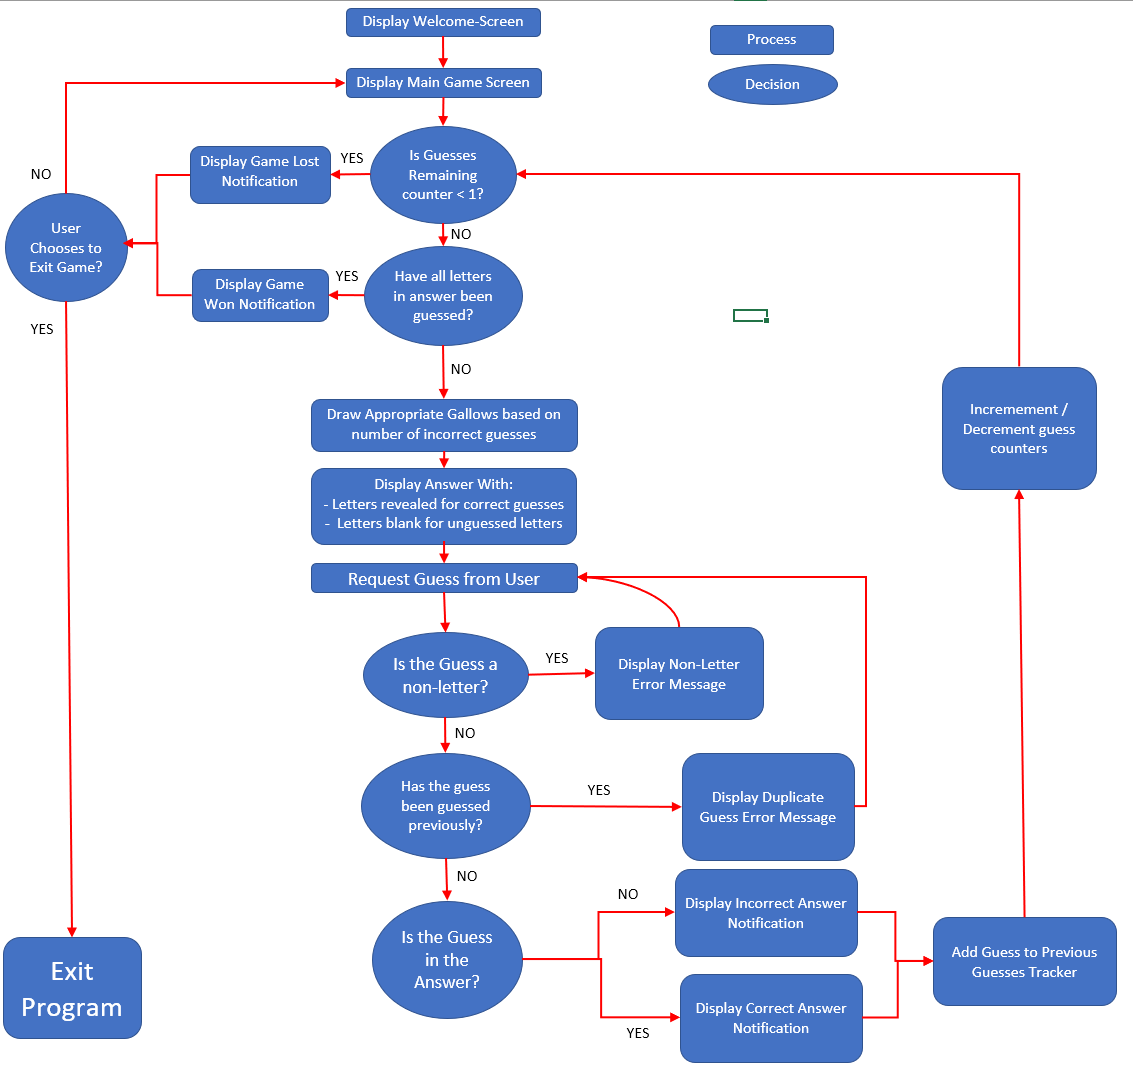 Display Welcome-Screen
Process
Display Main Game Screen
Decision
Is Guesses
Remaining
counter < 1?
YES
Display Game Lost
Notification
NO
User
Chooses to
Exit Game?
NO
Have all letters
in answer been
guessed?
YES
Display Game
Won Notification
YES
NO
Draw Appropriate Gallows based on
number of incorrect guesses
Incremement /
Decrement guess
counters
Display Answer With:
- Letters revealed for correct guesses
- Letters blank for unguessed letters
Request Guess from User
Is the Guess a
non-letter?
YES
Display Non-Letter
Error Message
NO
Has the guess
been guessed
previously?
YES
Display Duplicate
Guess Error Message
NO
Is the Guess
in the
Answer?
NO
Display Incorrect Answer
Notification
YES
Display Correct Answer
Notification
Add Guess to Previous
Guesses Tracker
Exit
Program